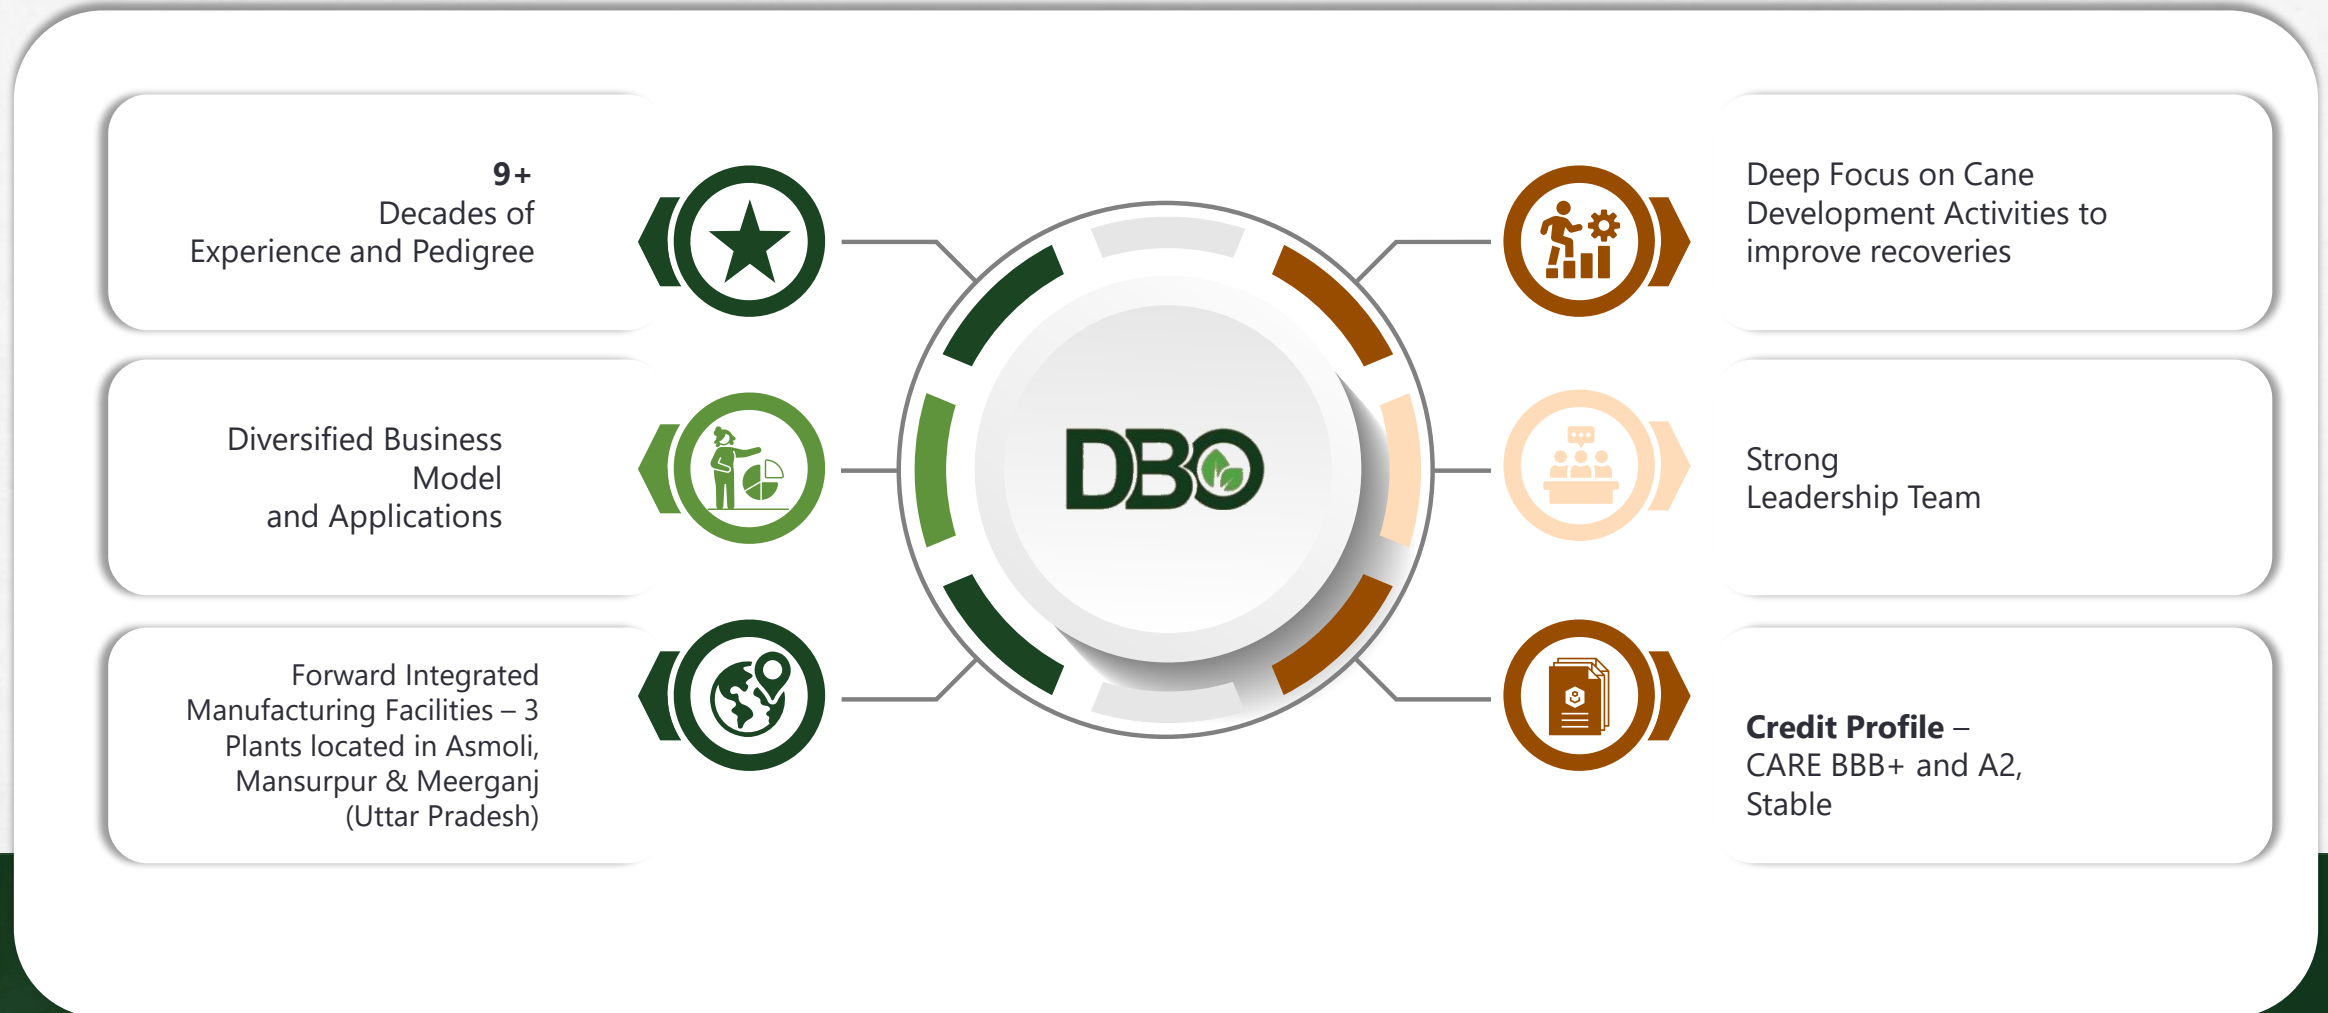 9+
Decades of
Experience and Pedigree
Diversified Business
Model
and Applications
Forward Integrated
Manufacturing Facilities – 3
Plants located in Asmoli,
Mansurpur & Meerganj
(Uttar Pradesh)
DBO
Deep Focus on Cane
Development Activities to
improve recoveries
Strong
Leadership Team
Credit Profile –
CARE BBB+ and A2,
Stable